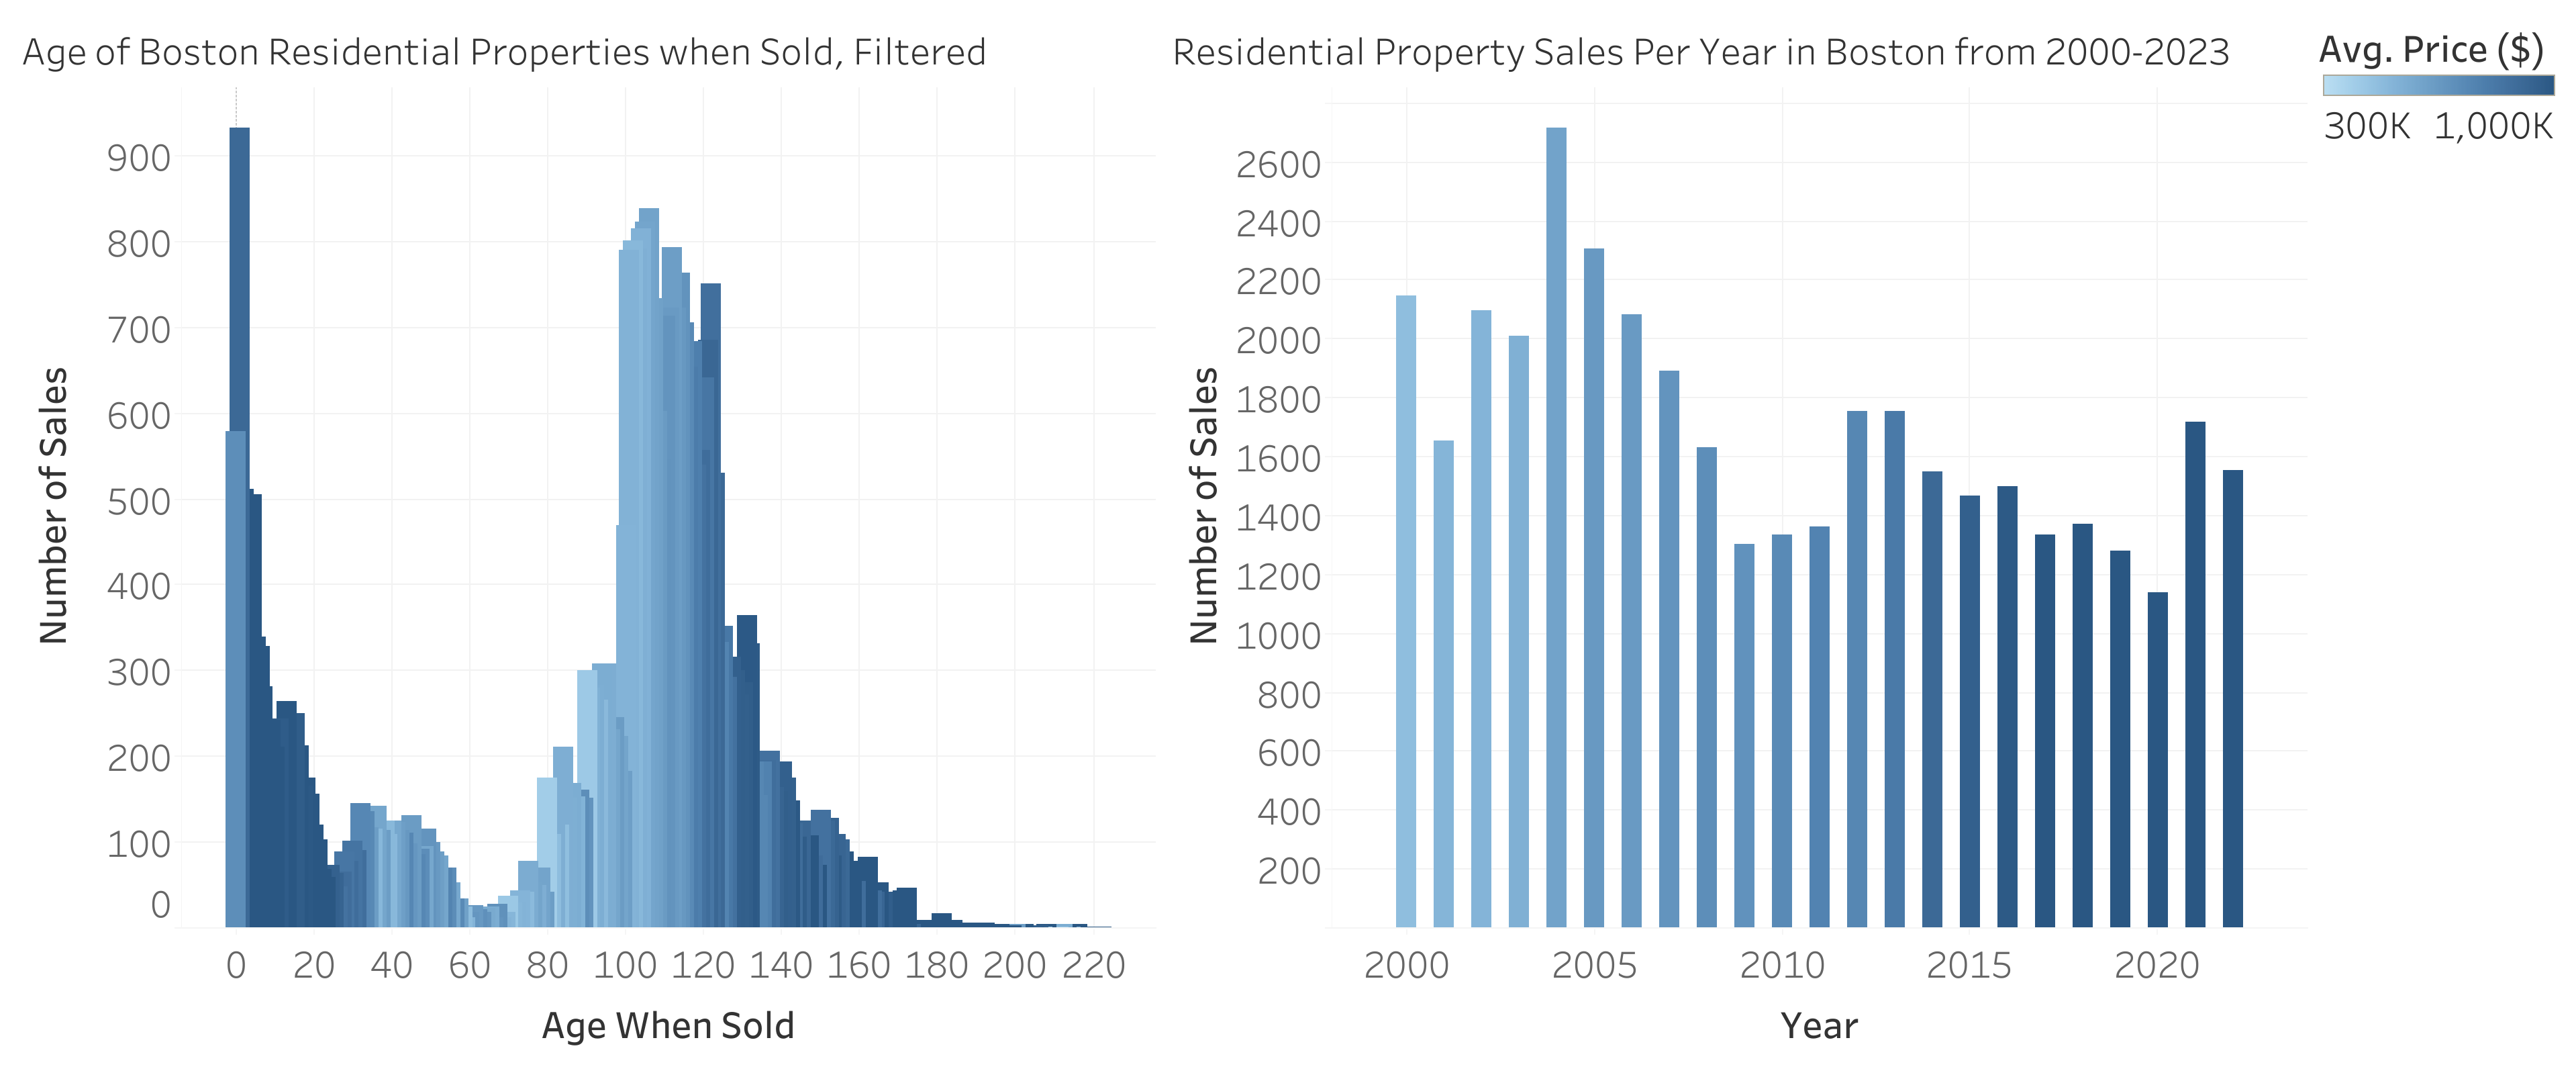 Age of Boston Residential Properties when Sold, Filtered
Number of Sales
900
800
700
600
500
400
300
200
100
0
0 20 40 60 80 100 120 140 160 180 200 220
Age When Sold
Residential Property Sales Per Year in Boston from 2000-2023
Number of Sales
2600
2400
2200
2000
1800
1600
1400
1200
1000
800
600
400
200
2000 2005 2010 2015 2020
Year
Avg. Price ($)
300K 1,000K